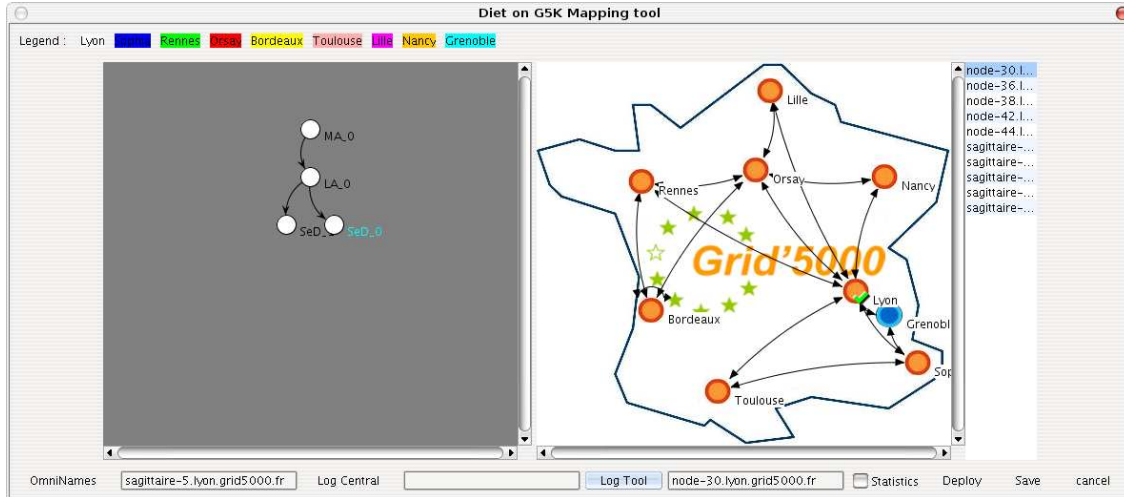 Diet on G5K Mapping tool
Legend : Lyon Sophia Rennes Orsay Bordeaux Toulouse Lille Nancy Grenoble
MA_0
LA_0
SeD_
SeD_0
Lille
Rennes
Orsay
Nancy
Grid'5000
Lyon
Bordeaux
Grenobl
Sop
Toulouse
node-30.l...
node-36.l...
node-38.l...
node-42.l...
node-44.l...
sagittaire-...
sagittaire-...
sagittaire-...
sagittaire-...
sagittaire-...
OmniNames sagittaire-5.lyon.grid5000.fr Log Central Log Tool node-30.lyon.grid5000.fr Statistics Deploy Save cancel